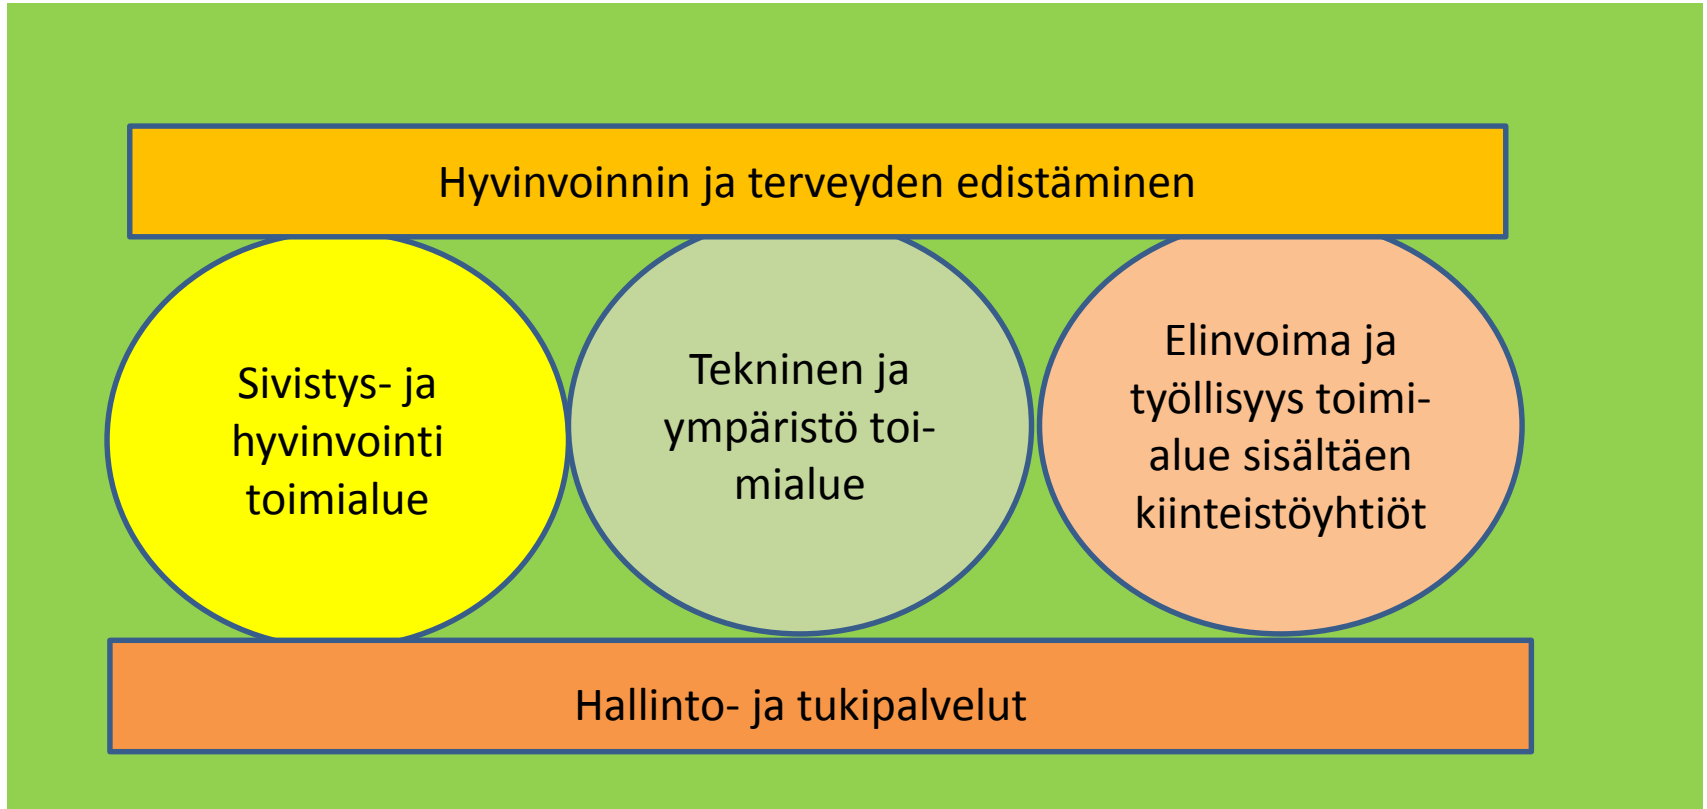 Hyvinvoinnin ja terveyden edistäminen
Sivistys- ja
hyvinvointi
toimialue
Tekninen ja
ympäristö toi-
mialue
Elinvoima ja
työllisyys toimi-
alue sisältäen
kiinteistöyhtiöt
Hallinto- ja tukipalvelut